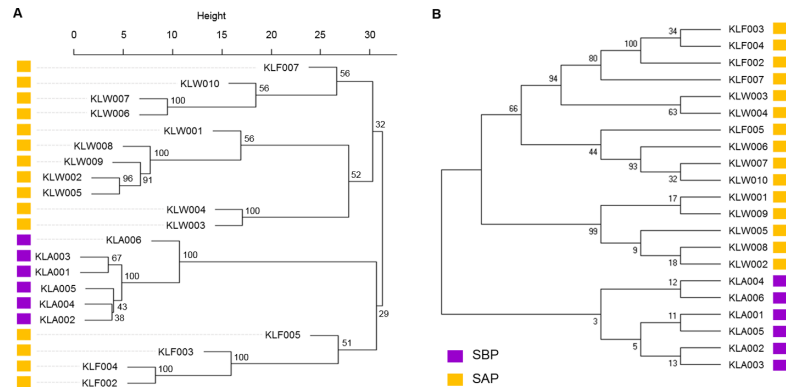 A
Height
0 5 10 15 20 25 30
KLF007
56
KLW010
56
KLW007
100
KLW006
32
KLW001
56
KLW008
100
KLW009
KLW002
96
91
KLW005
52
KLW004
100
KLW003
KLA006
100
KLA003
67
KLA001
100
KLA005
43
KLA004
38
KLA002
29
KLF005
51
KLF003
100
KLF004
100
KLF002
B
34
KLF003
KLF004
100
KLF002
80
KLF007
94
KLW003
63
KLW004
66
KLF005
44
KLW006
93
KLW007
32
KLW010
17
KLW001
KLW009
99
KLW005
9
KLW008
18
KLW002
12
KLA004
KLA006
3
11
KLA001
KLA005
5
KLA002
13
KLA003
SBP
SAP